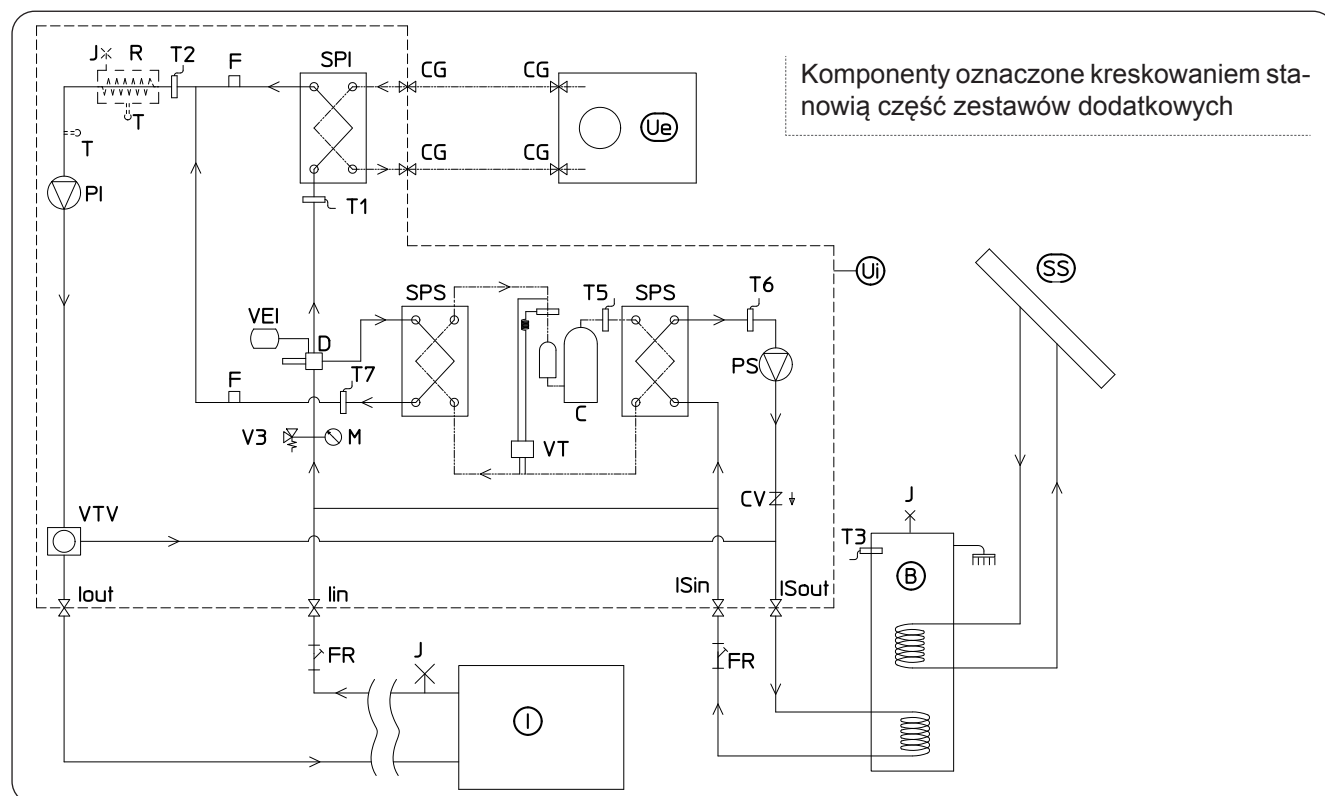 J R T2 F SPI CG CG
Komponenty oznaczone kreskowaniem sta-
nowią część zestawów dodatkowych
Ue
T
T
CG CG
PI
T1
Ui
SS
SPS T5 SPS T6
VEI
D
PS
F T7
C
V3 M
VT
CV
J
VTV
T3
B
Iout Iin ISin ISout
FR J FR
I